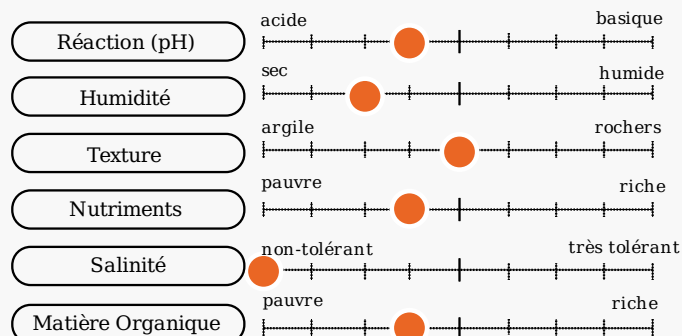 acide
basique
Réaction (pH)
sec
humide
Humidité
argile
rochers
Texture
pauvre
riche
Nutriments
non-tolérant
très tolérant
Salinité
pauvre
riche
Matière Organique